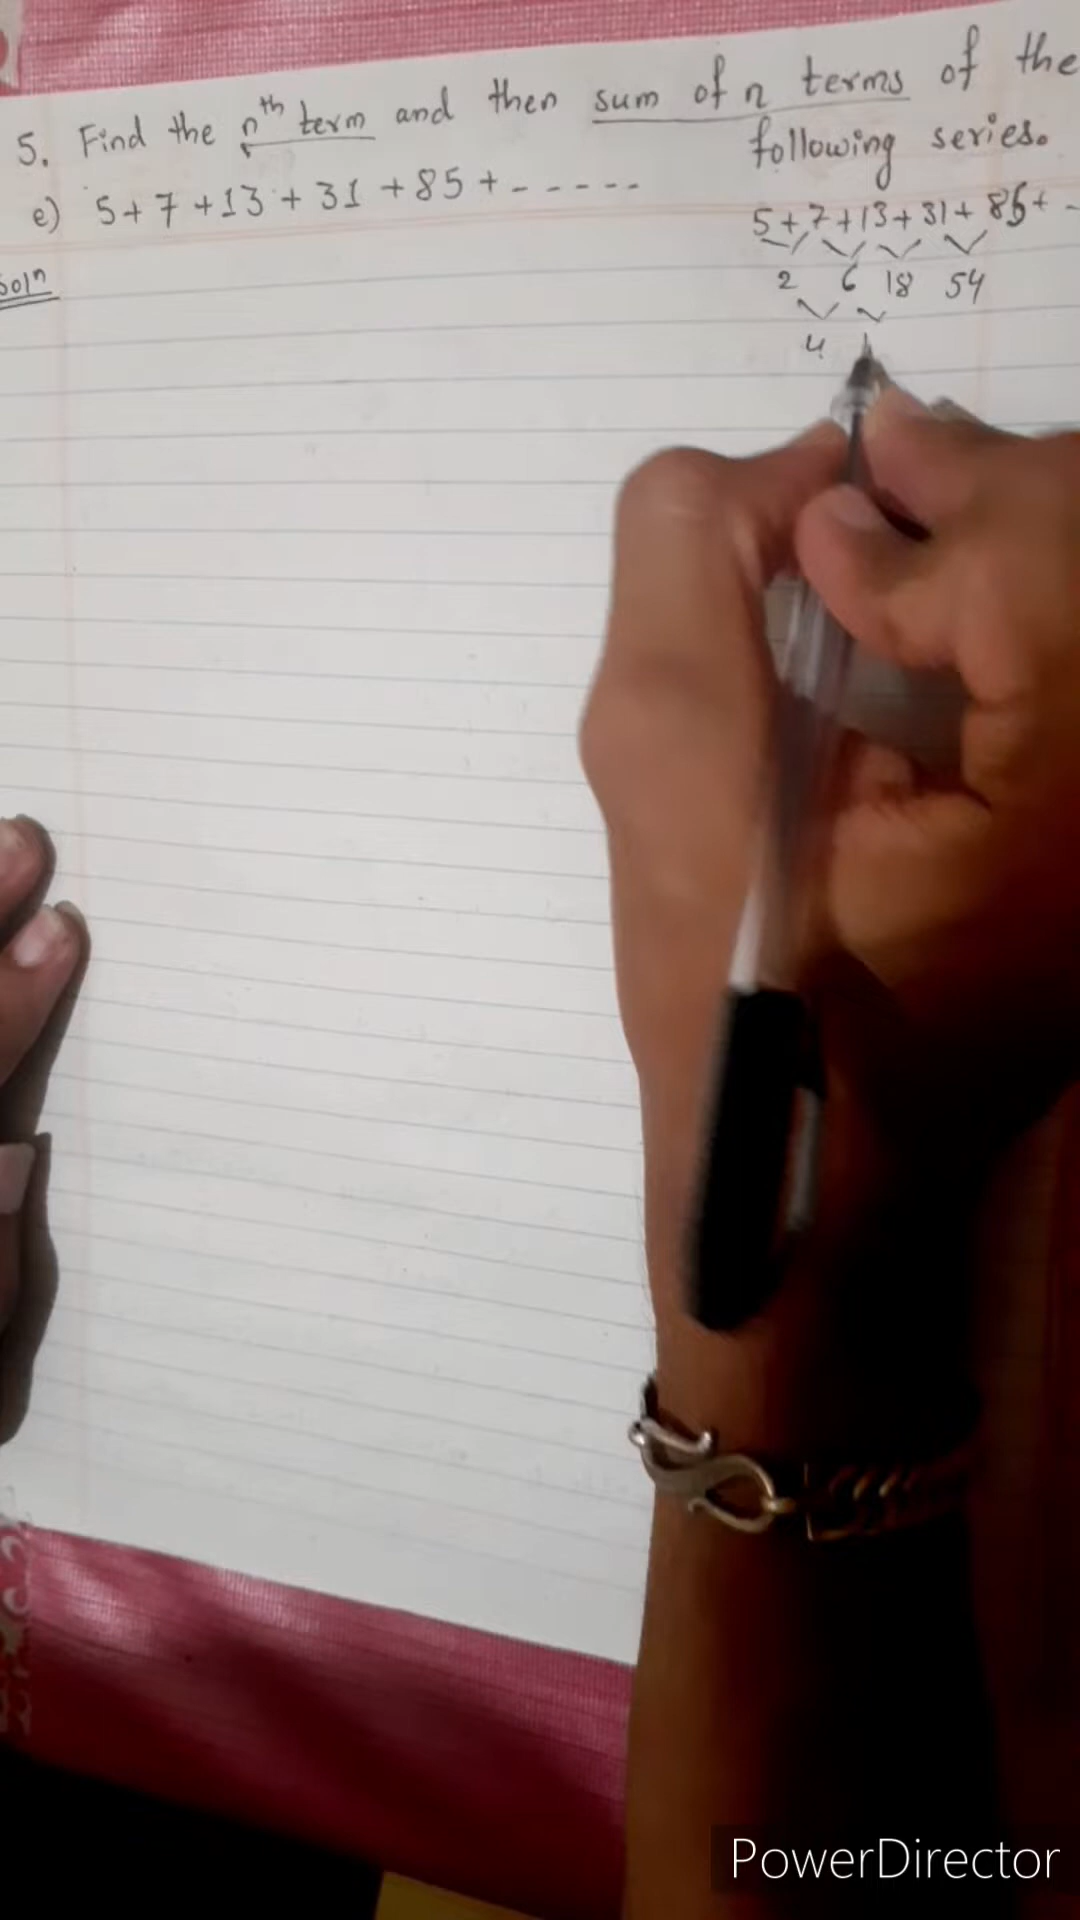 5. Find the nth term and then sum of n terms of the
following series.
e) 5+7+13+31+85+-----
5+7+13+31+85+-
Soln
2 6 18 54
4
PowerDirector